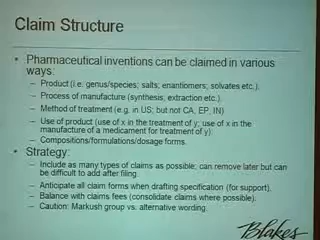 Claim Structure
• Pharmaceutical inventions can be claimed in various
ways:
– Product (i.e. genus/species; salts; enantiomers; solvates etc.).
– Process of manufacture (synthesis; extraction etc.).
– Method of treatment (e.g. in US; but not CA, EP, IN)
– Use of product (use of x in the treatment of y; use of x in the
manufacture of a medicament for treatment of y).
– Compositions/formulations/dosage forms.
• Strategy:
– Include as many types of claims as possible; can remove later but can
be difficult to add after filing.
– Anticipate all claim forms when drafting specification (for support).
– Balance with claims fees (consolidate claims where possible).
– Caution: Markush group vs. alternative wording.
Blakes